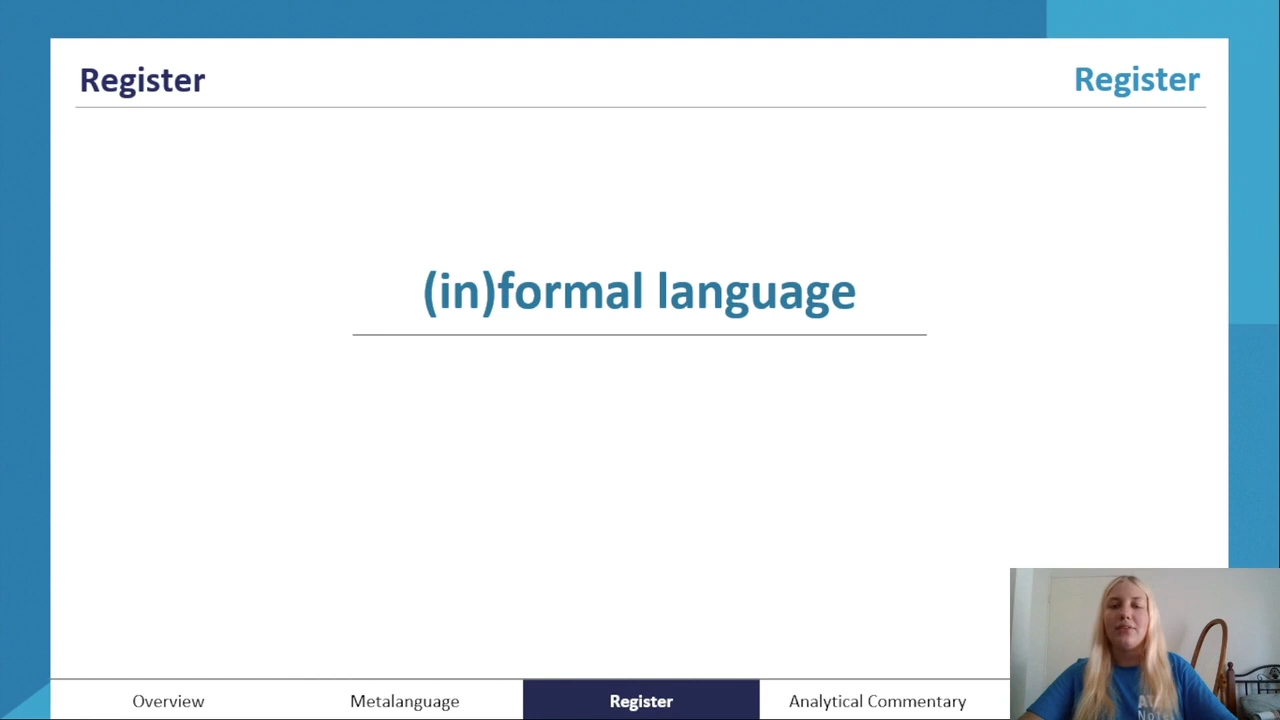 Register
Register
(in)formal language
Overview
Metalanguage
Register
Analytical Commentary